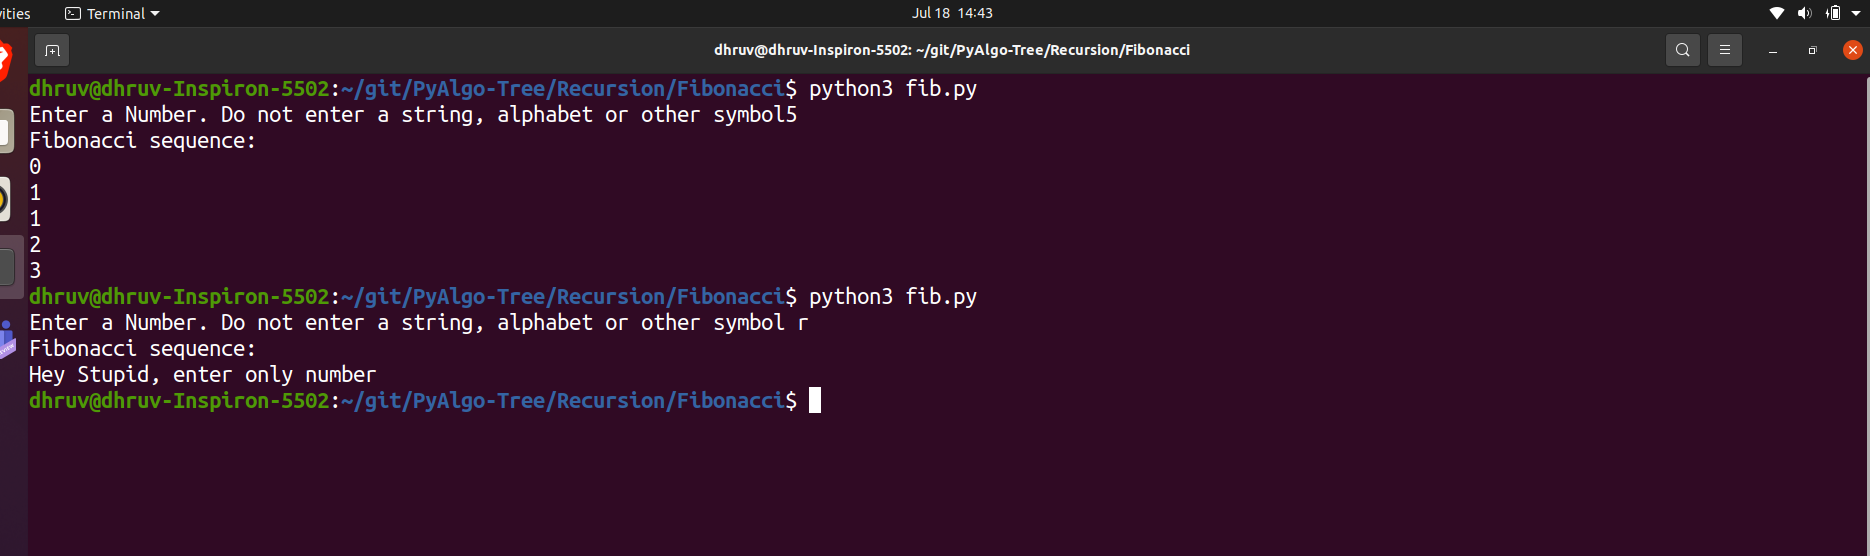 ities
Terminal
Jul 18 14:43
dhruv@dhruv-Inspiron-5502: ~/git/PyAlgo-Tree/Recursion/Fibonacci
dhruv@dhruv-Inspiron-5502:~/git/PyAlgo-Tree/Recursion/Fibonacci$ python3 fib.py
Enter a Number. Do not enter a string, alphabet or other symbol5
Fibonacci sequence:
0
1
1
2
3
dhruv@dhruv-Inspiron-5502:~/git/PyAlgo-Tree/Recursion/Fibonacci$ python3 fib.py
Enter a Number. Do not enter a string, alphabet or other symbol r
Fibonacci sequence:
Hey Stupid, enter only number
dhruv@dhruv-Inspiron-5502:~/git/PyAlgo-Tree/Recursion/Fibonacci$